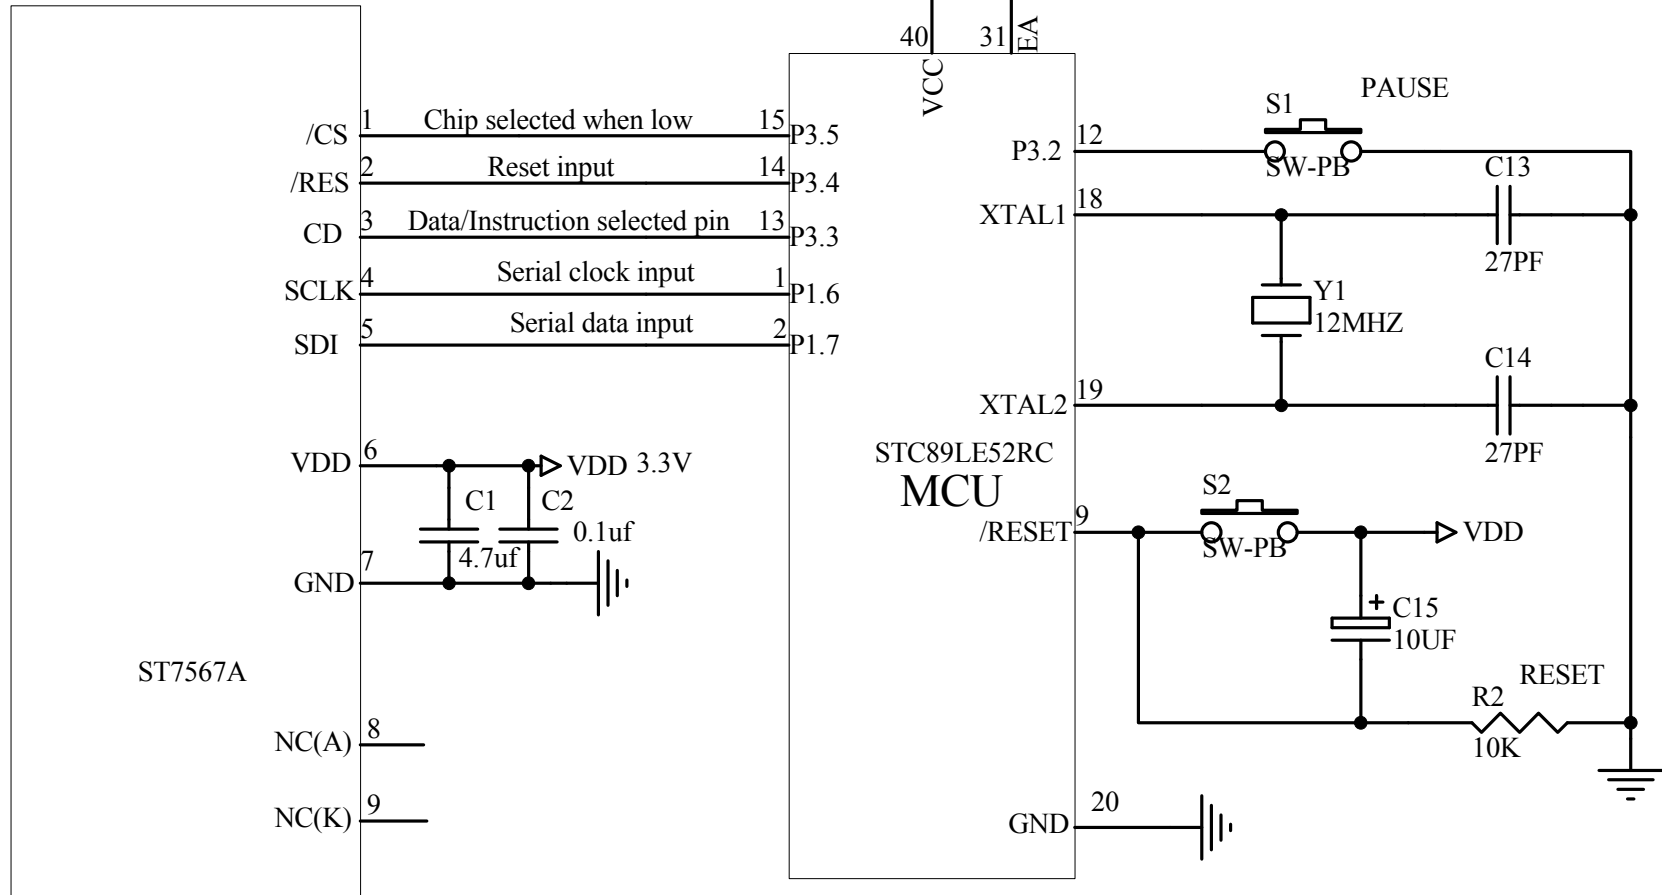 40
31
EA
VCC
/CS 1 Chip selected when low 15 P3.5
/RES 2 Reset input 14 P3.4
CD 3 Data/Instruction selected pin 13 P3.3
SCLK 4 Serial clock input 1 P1.6
SDI 5 Serial data input 2 P1.7
VDD 6
VDD 3.3V
C1
4.7uf
C2
0.1uf
GND 7
ST7567A
NC(A) 8
NC(K) 9
P3.2 12
S1
SW-PB
PAUSE
XTAL1 18
C13
27PF
Y1
12MHZ
XTAL2 19
C14
27PF
STC89LE52RC
MCU
/RESET 9
S2
SW-PB
VDD
+
C15
10UF
RESET
R2
10K
GND 20